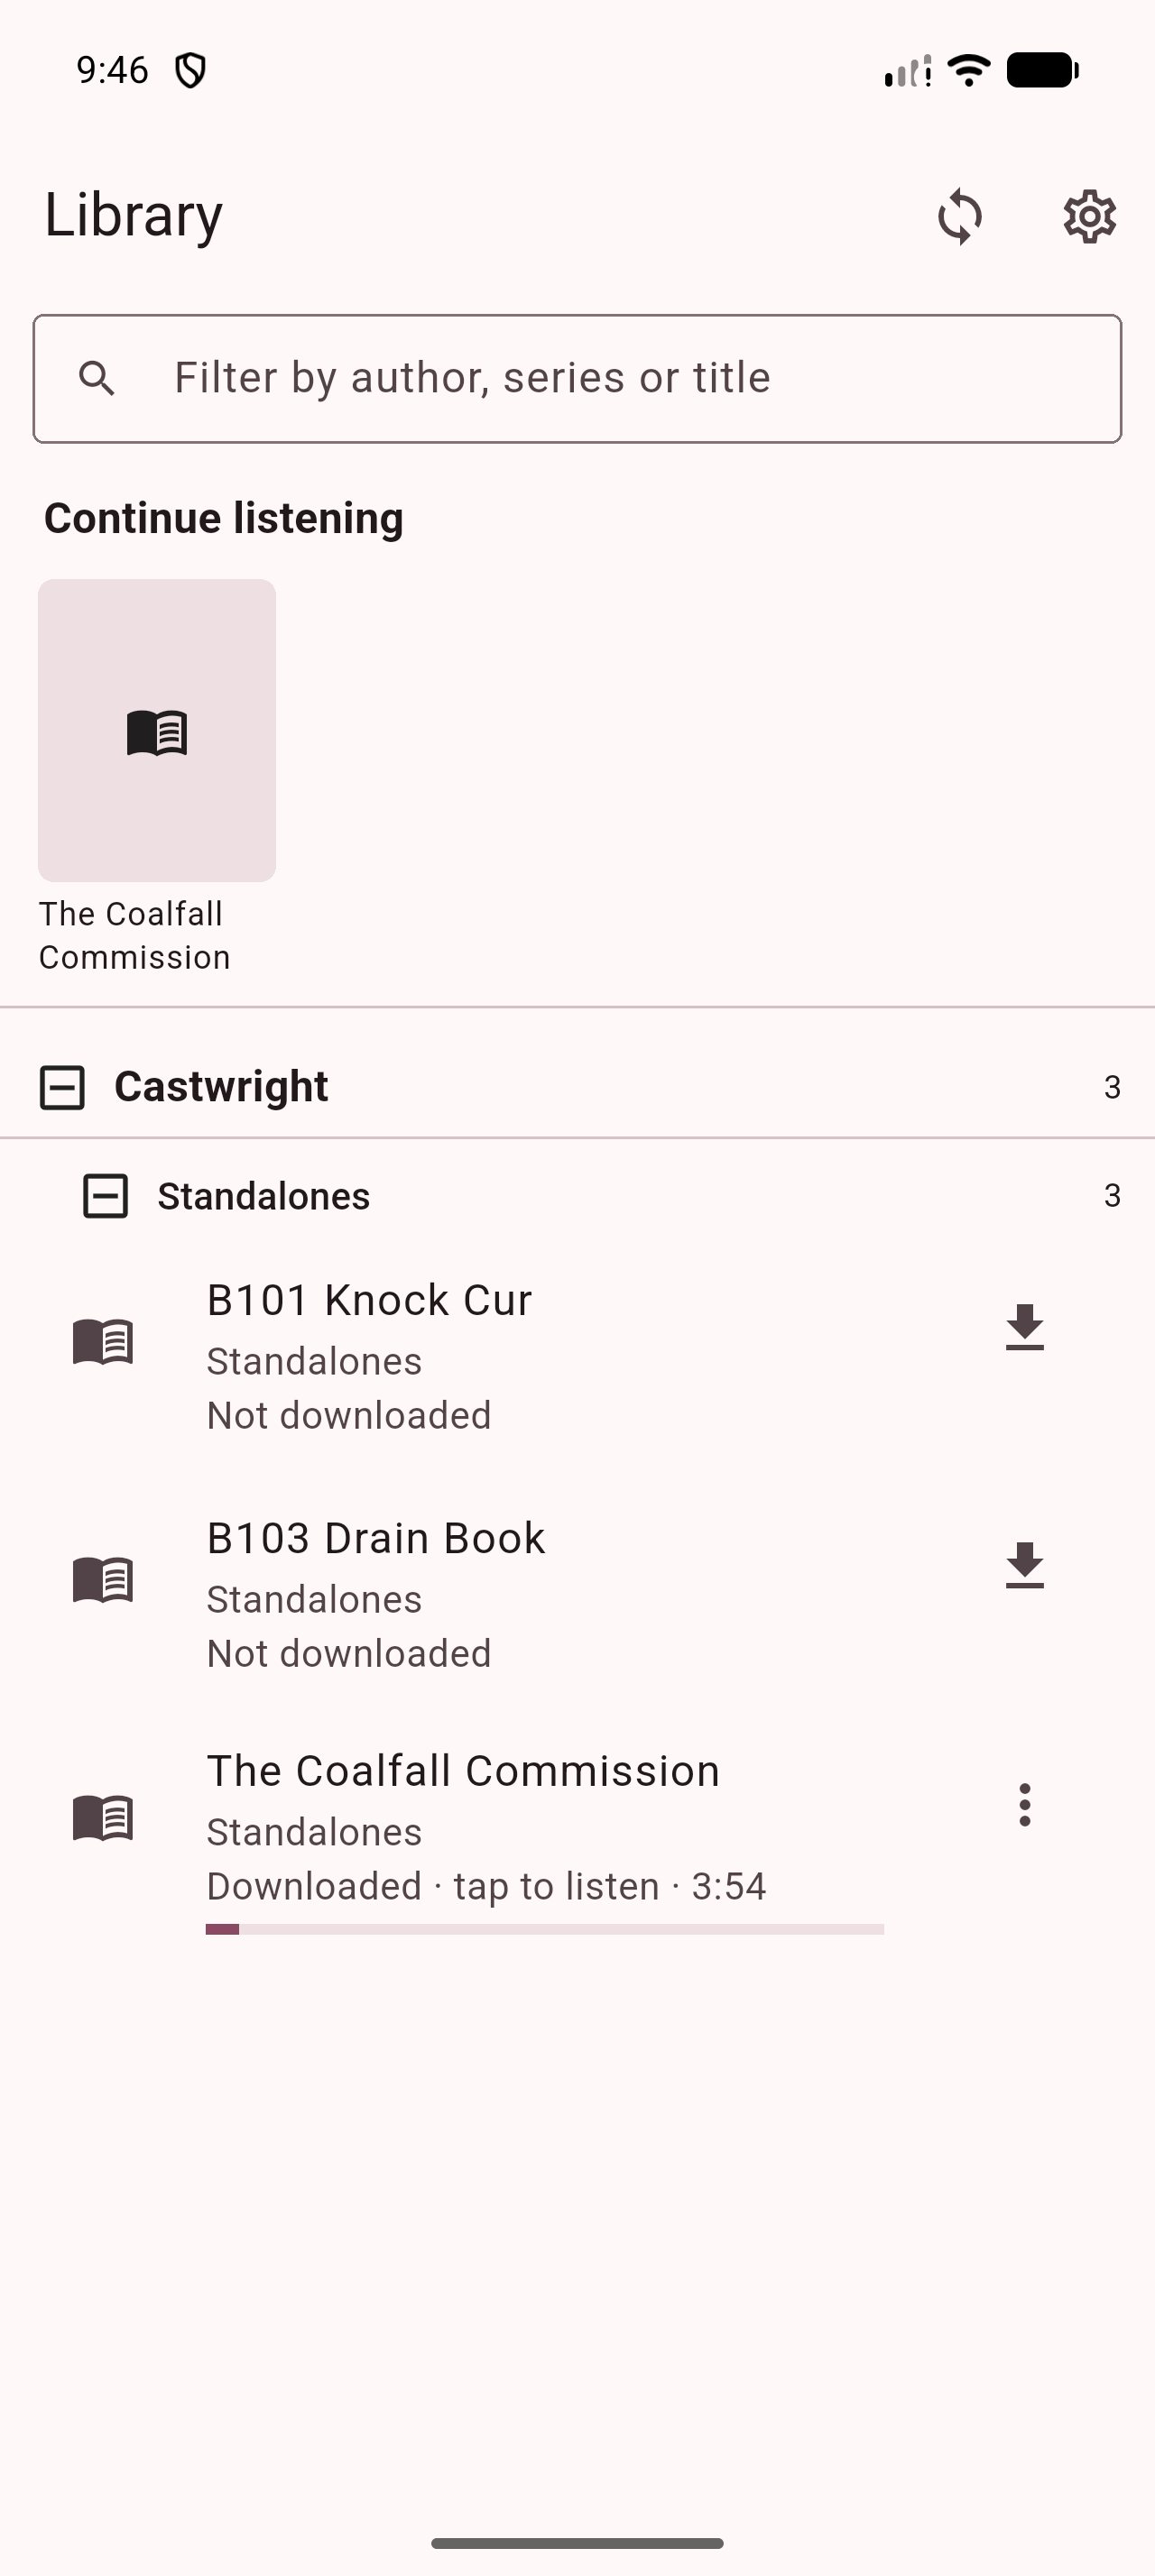 9:46
Library
Filter by author, series or title
Continue listening
The Coalfall
Commission
Castwright
3
Standalones
3
B101 Knock Cur
Standalones
Not downloaded
B103 Drain Book
Standalones
Not downloaded
The Coalfall Commission
Standalones
Downloaded · tap to listen · 3:54